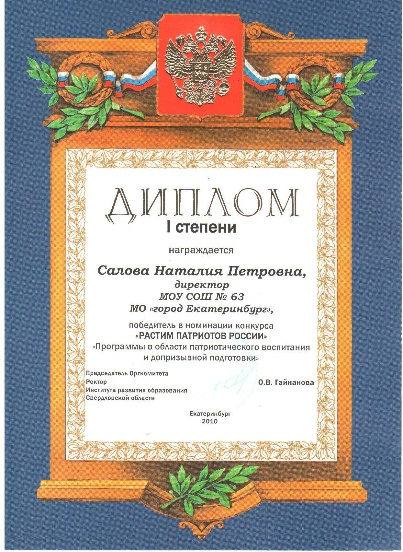 ДИПЛОМ
I степени
награждается
Салова Наталия Петровна,
директор
МОУ СОШ № 63
МО «город Екатеринбург»,
победитель в номинации конкурса
«РАСТИМ ПАТРИОТОВ РОССИИ»
«Программы в области патриотического воспитания
и допризывной подготовки»
Председатель Оргкомитета
Ректор
Института развития образования
Свердловской области
О.В. Гайнанова
Екатеринбург
2010